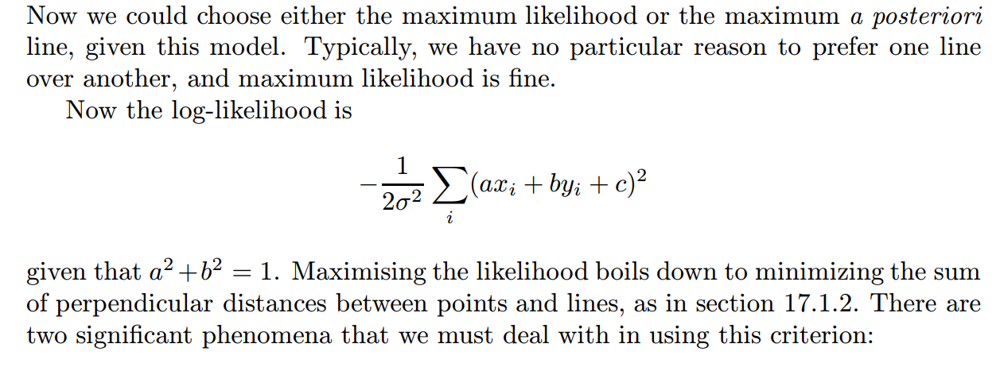 Now we could choose either the maximum likelihood or the maximum a posteriori
line, given this model. Typically, we have no particular reason to prefer one line
over another, and maximum likelihood is fine.
Now the log-likelihood is
−\frac{1}{2σ^2} \sum_i (ax_i + by_i + c)^2
given that a^2 + b^2 = 1. Maximising the likelihood boils down to minimizing the sum
of perpendicular distances between points and lines, as in section 17.1.2. There are
two significant phenomena that we must deal with in using this criterion: